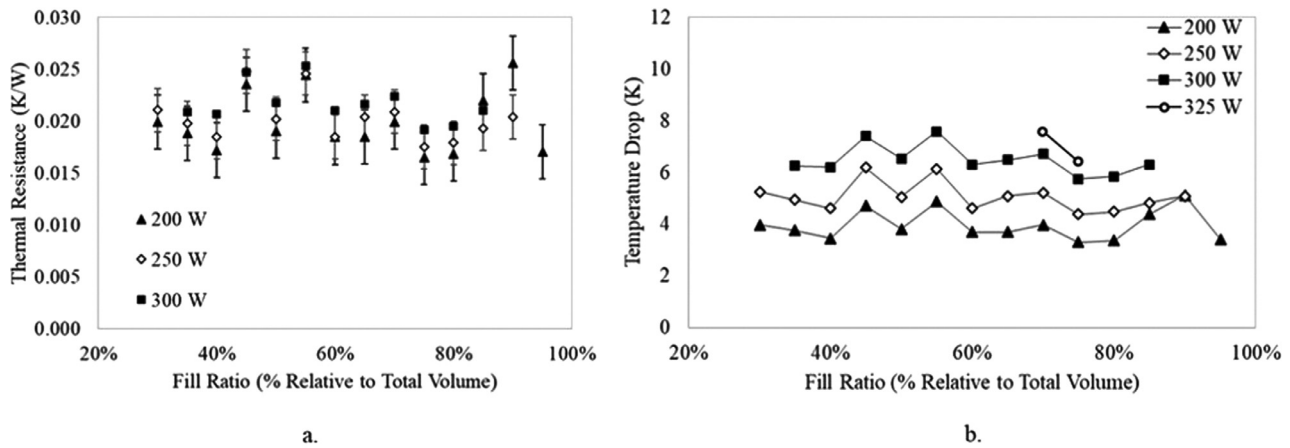 Thermal Resistance (K/W)
0.030
0.025
0.020
0.015
0.010
0.005
0.000
200 W
250 W
300 W
20%
40%
60%
80%
100%
Fill Ratio (% Relative to Total Volume)
a.
Temperature Drop (K)
12
10
8
6
4
2
0
200 W
250 W
300 W
325 W
20%
40%
60%
80%
100%
Fill Ratio (% Relative to Total Volume)
b.